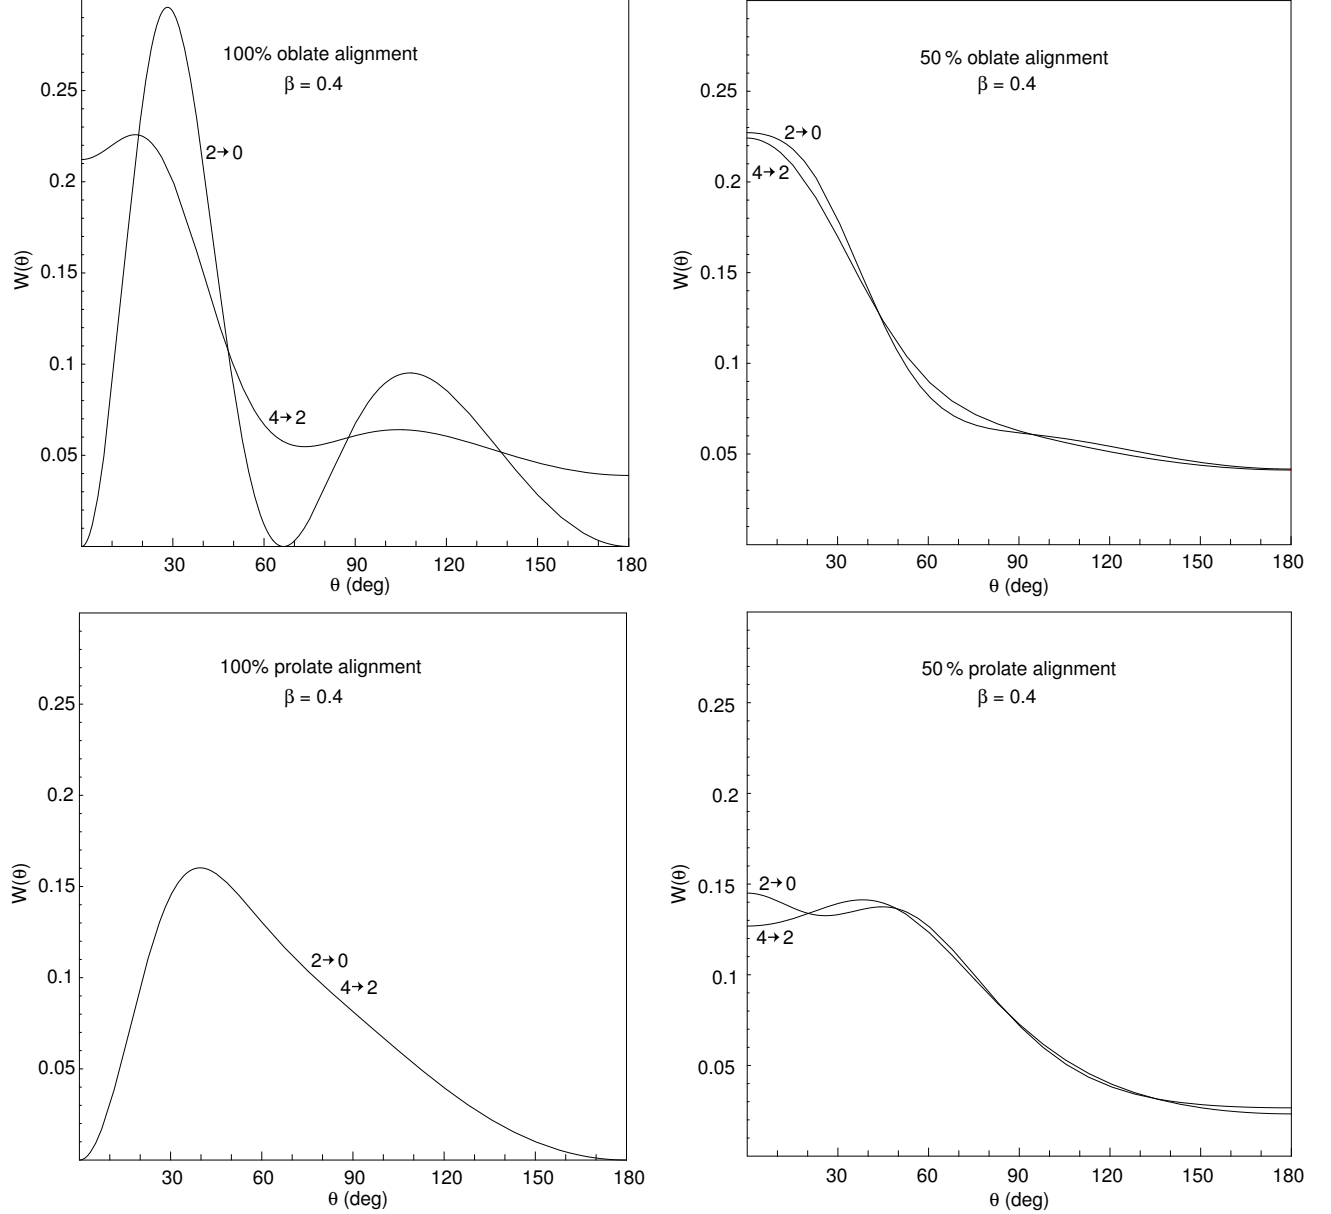 100% oblate alignment
β = 0.4
0.25
0.2
0.15
0.1
0.05
W(θ)
2→0
4→2
30 60 90 120 150 180
θ (deg)
50 % oblate alignment
β = 0.4
0.25
0.2
0.15
0.1
0.05
W(θ)
2→0
4→2
30 60 90 120 150 180
θ (deg)
100% prolate alignment
β = 0.4
0.25
0.2
0.15
0.1
0.05
W(θ)
2→0
4→2
30 60 90 120 150 180
θ (deg)
50 % prolate alignment
β = 0.4
0.25
0.2
0.15
0.1
0.05
W(θ)
2→0
4→2
30 60 90 120 150 180
θ (deg)